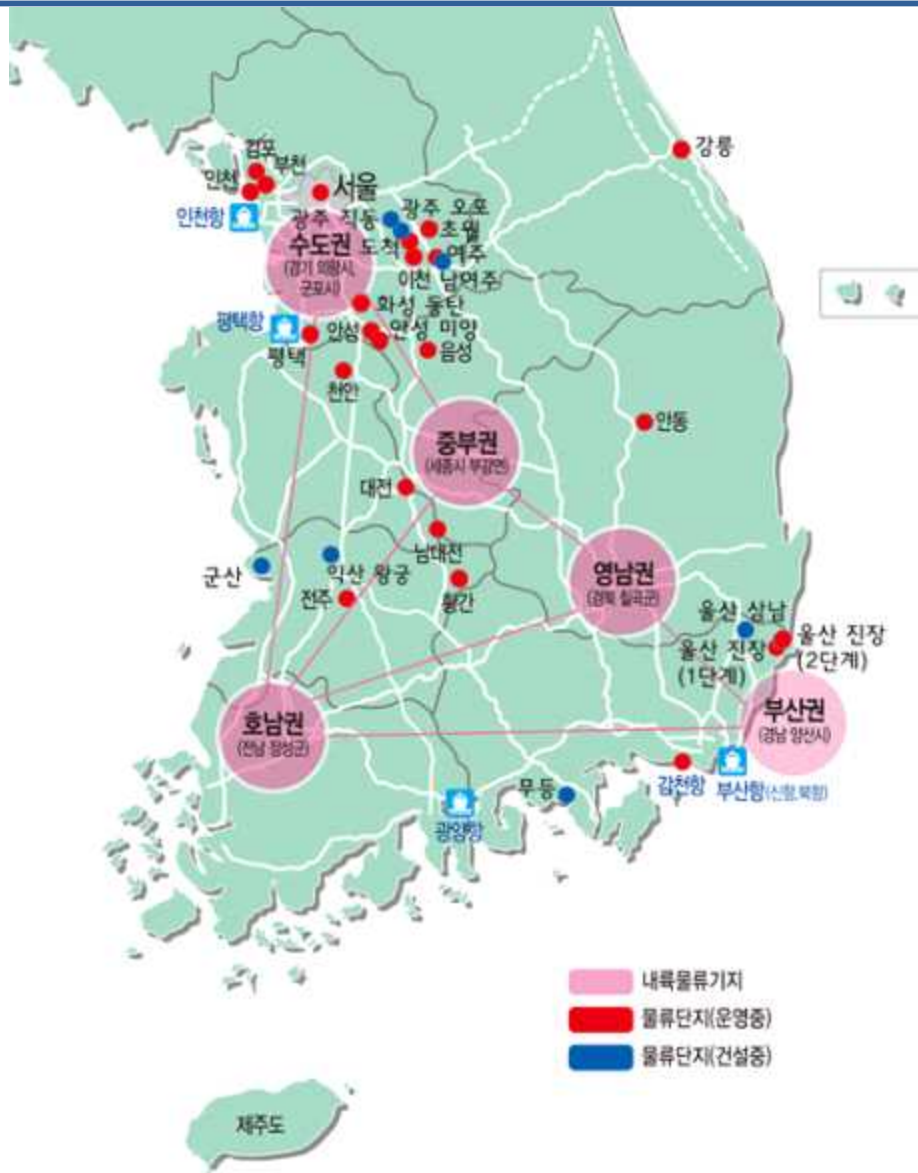 강릉
김포
부천
인천
서울
인천항
광주 직동
광주 오포
초월
도척
여주
이천
남여주
수도권
(경기 의왕시,
군포시)
화성 동탄
평택항
평택
안성
안성 미양
음성
천안
안동
중부권
(세종시 부강면)
대전
남대전
황간
군산
익산 왕궁
전주
영남권
(경북 칠곡군)
울산 삼남
울산 진장
(1단계)
울산 진장
(2단계)
부산권
(경남 양산시)
호남권
(전남 장성군)
감천항
부산항(신항,북항)
무등
광양항
내륙물류기지
물류단지(운영중)
물류단지(건설중)
제주도